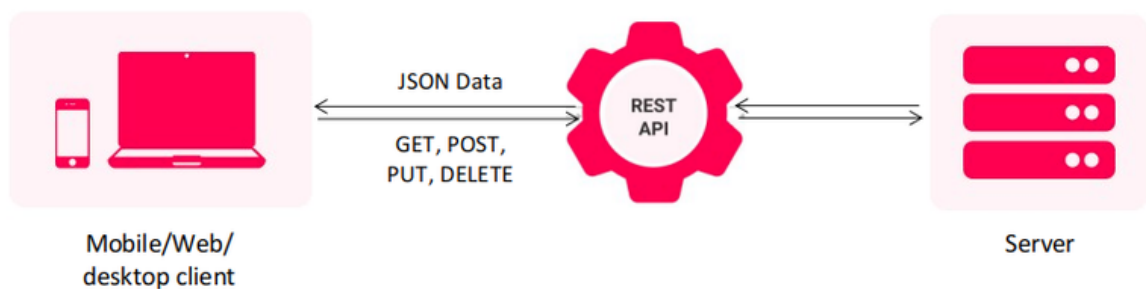 JSON Data
GET, POST,
PUT, DELETE
REST
API
Mobile/Web/
desktop client
Server